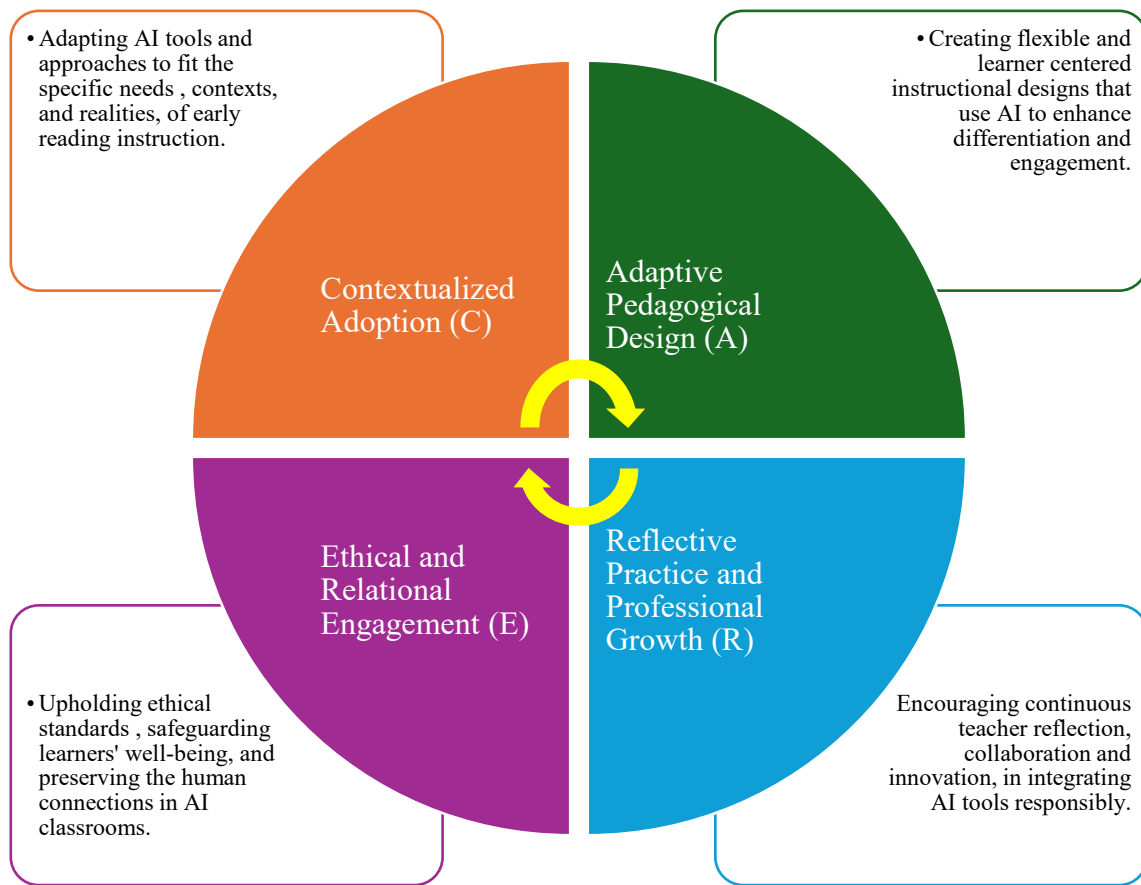 • Adapting AI tools and
approaches to fit the
specific needs , contexts,
and realities, of early
reading instruction.
• Creating flexible and
learner centered
instructional designs that
use AI to enhance
differentiation and
engagement.
Contextualized
Adoption (C)
Adaptive
Pedagogical
Design (A)
Ethical and
Relational
Engagement (E)
Reflective
Practice and
Professional
Growth (R)
• Upholding ethical
standards , safeguarding
learners' well-being, and
preserving the human
connections in AI
classrooms.
Encouraging continuous
teacher reflection,
collaboration and
innovation, in integrating
AI tools responsibly.